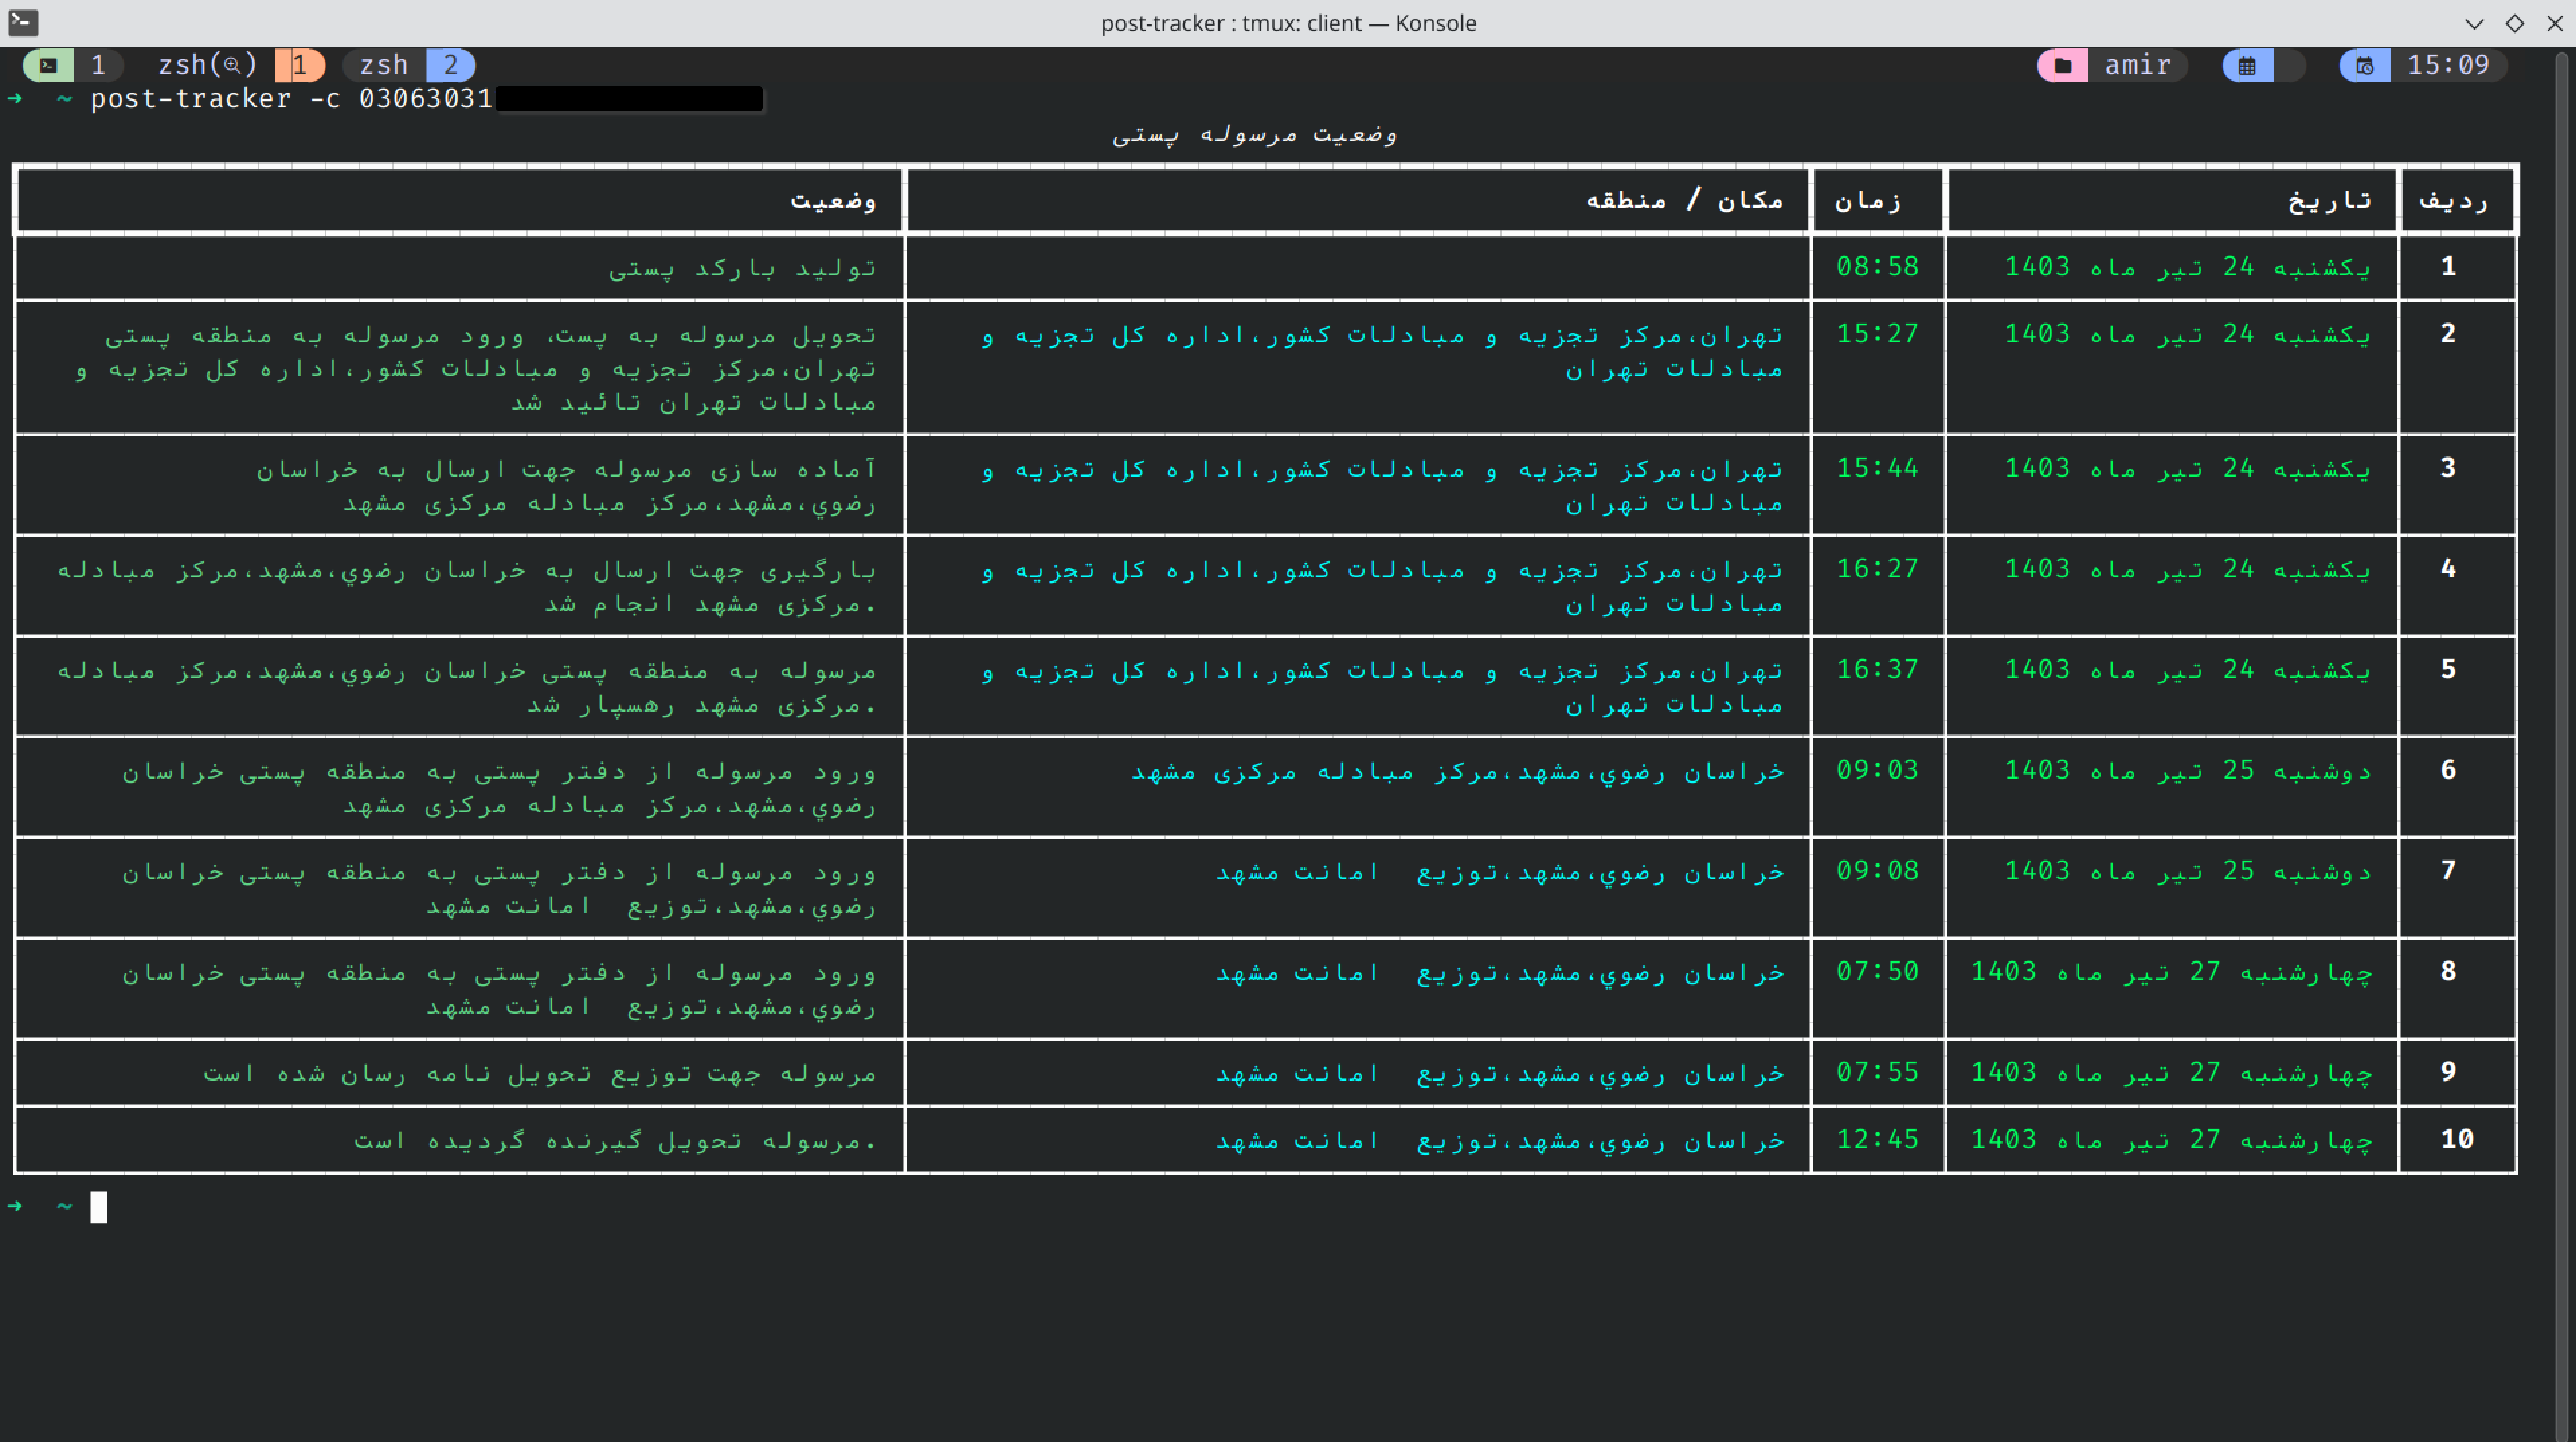 post-tracker : tmux: client — Konsole
1 zsh() 1 zsh 2 amir 15:09
→ ~ post-tracker -c 03063031
وضعیت مرسوله پستی
ردیف تاریخ زمان مکان / منطقه وضعیت
1 یکشنبه 24 تیر ماه 1403 08:58 تولید بارکد پستی
2 یکشنبه 24 تیر ماه 1403 15:27 تهران،مرکز تجزیه و مبادلات کشور،اداره کل تجزیه و تحویل مرسوله به پست، ورود مرسوله به منطقه پستی
مبادلات تهران تهران،مرکز تجزیه و مبادلات کشور،اداره کل تجزیه و
مبادلات تهران تائید شد
3 یکشنبه 24 تیر ماه 1403 15:44 تهران،مرکز تجزیه و مبادلات کشور،اداره کل تجزیه و آماده سازی مرسوله جهت ارسال به خراسان
مبادلات تهران رضوي،مشهد،مرکز مبادله مرکزی مشهد
4 یکشنبه 24 تیر ماه 1403 16:27 تهران،مرکز تجزیه و مبادلات کشور،اداره کل تجزیه و بارگیری جهت ارسال به خراسان رضوي،مشهد،مرکز مبادله
مبادلات تهران مرکزی مشهد انجام شد.
5 یکشنبه 24 تیر ماه 1403 16:37 تهران،مرکز تجزیه و مبادلات کشور،اداره کل تجزیه و مرسوله به منطقه پستی خراسان رضوي،مشهد،مرکز مبادله
مبادلات تهران مرکزی مشهد رهسپار شد.
6 دوشنبه 25 تیر ماه 1403 09:03 خراسان رضوي،مشهد،مرکز مبادله مرکزی مشهد ورود مرسوله از دفتر پستی به منطقه پستی خراسان
رضوي،مشهد،مرکز مبادله مرکزی مشهد
7 دوشنبه 25 تیر ماه 1403 09:08 خراسان رضوي،مشهد،توزیع امانت مشهد ورود مرسوله از دفتر پستی به منطقه پستی خراسان
رضوي،مشهد،توزیع امانت مشهد
8 چهارشنبه 27 تیر ماه 1403 07:50 خراسان رضوي،مشهد،توزیع امانت مشهد ورود مرسوله از دفتر پستی به منطقه پستی خراسان
رضوي،مشهد،توزیع امانت مشهد
9 چهارشنبه 27 تیر ماه 1403 07:55 خراسان رضوي،مشهد،توزیع امانت مشهد مرسوله جهت توزیع تحویل نامه رسان شده است
10 چهارشنبه 27 تیر ماه 1403 12:45 خراسان رضوي،مشهد،توزیع امانت مشهد مرسوله تحویل گیرنده گردیده است.
→ ~